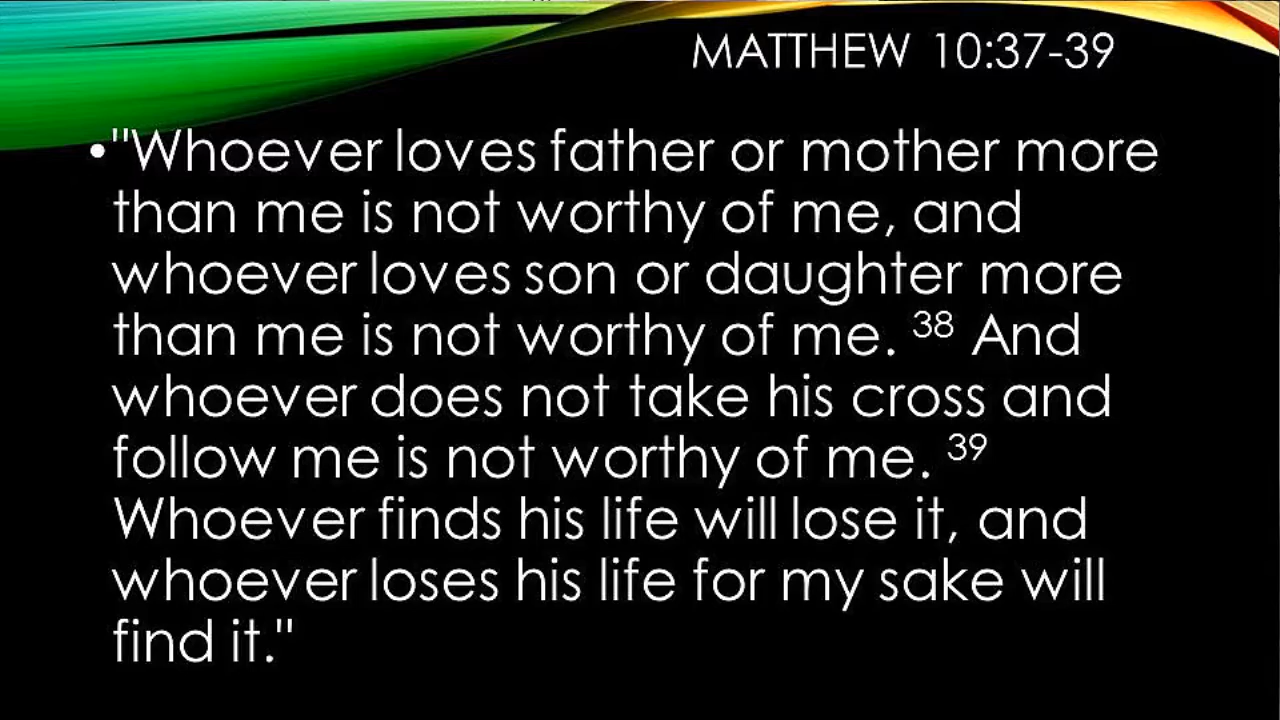 MATTHEW 10:37-39
•"Whoever loves father or mother more
than me is not worthy of me, and
whoever loves son or daughter more
than me is not worthy of me. 38 And
whoever does not take his cross and
follow me is not worthy of me. 39
Whoever finds his life will lose it, and
whoever loses his life for my sake will
find it."